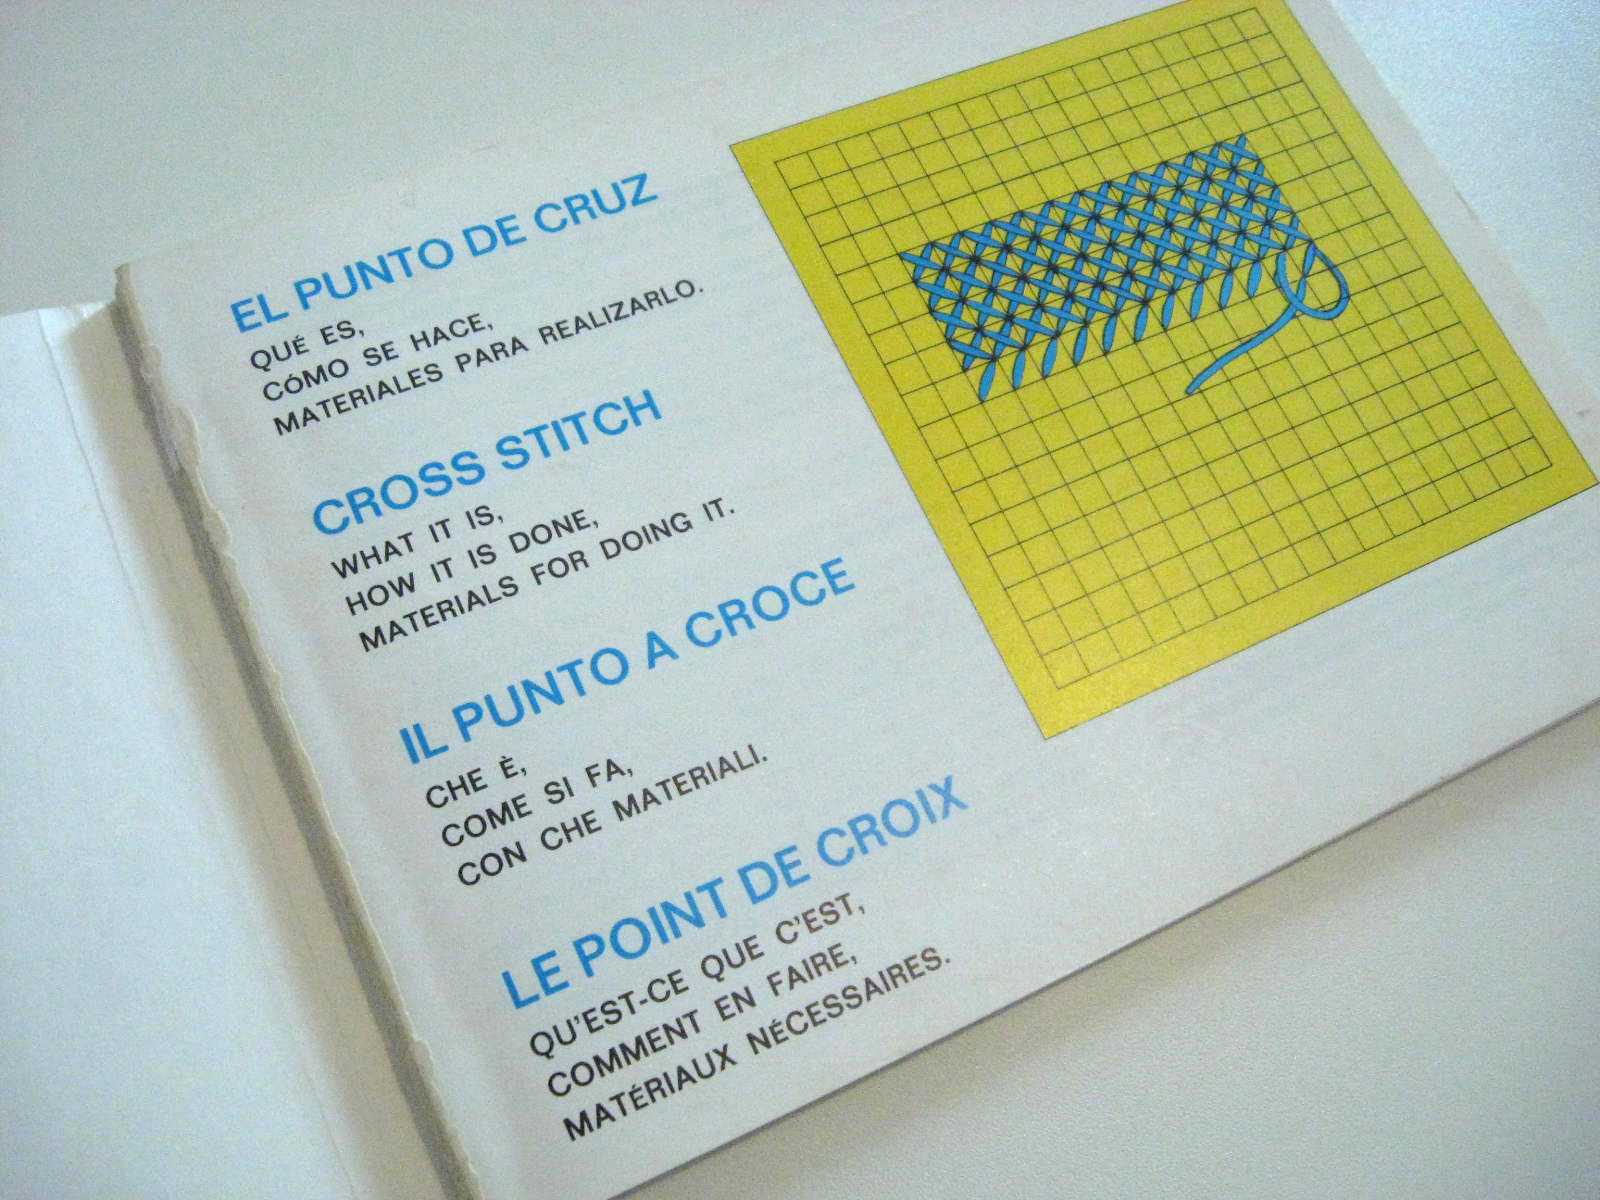 EL PUNTO DE CRUZ
QUÉ ES,
CÓMO SE HACE,
MATERIALES PARA REALIZARLO.
CROSS STITCH
WHAT IT IS,
HOW IT IS DONE,
MATERIALS FOR DOING IT.
IL PUNTO A CROCE
CHE È,
COME SI FA,
CON CHE MATERIALI.
LE POINT DE CROIX
QU'EST-CE QUE C'EST,
COMMENT EN FAIRE,
MATÉRIAUX NÉCESSAIRES.